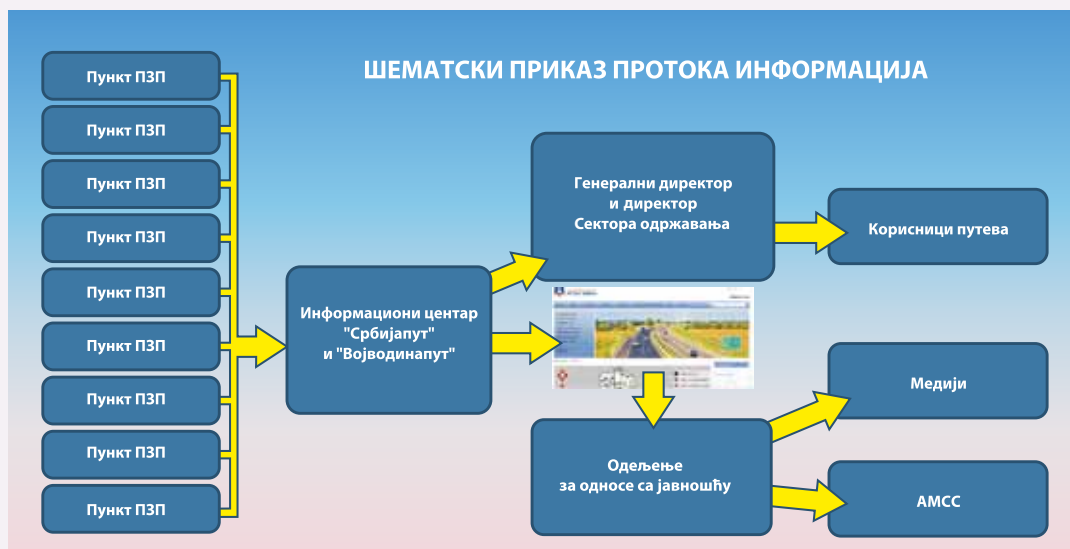 ШЕМАТСКИ ПРИКАЗ ПРОТОКА ИНФОРМАЦИЈА
Пункт ПЗП
Пункт ПЗП
Пункт ПЗП
Пункт ПЗП
Пункт ПЗП
Пункт ПЗП
Пункт ПЗП
Пункт ПЗП
Пункт ПЗП
Информациони центар
"Србијапут"
и "Војводинапут"
Генерални директор
и директор
Сектора одржавања
Корисници путева
Одељење
за односе са јавношћу
Медији
АМСС